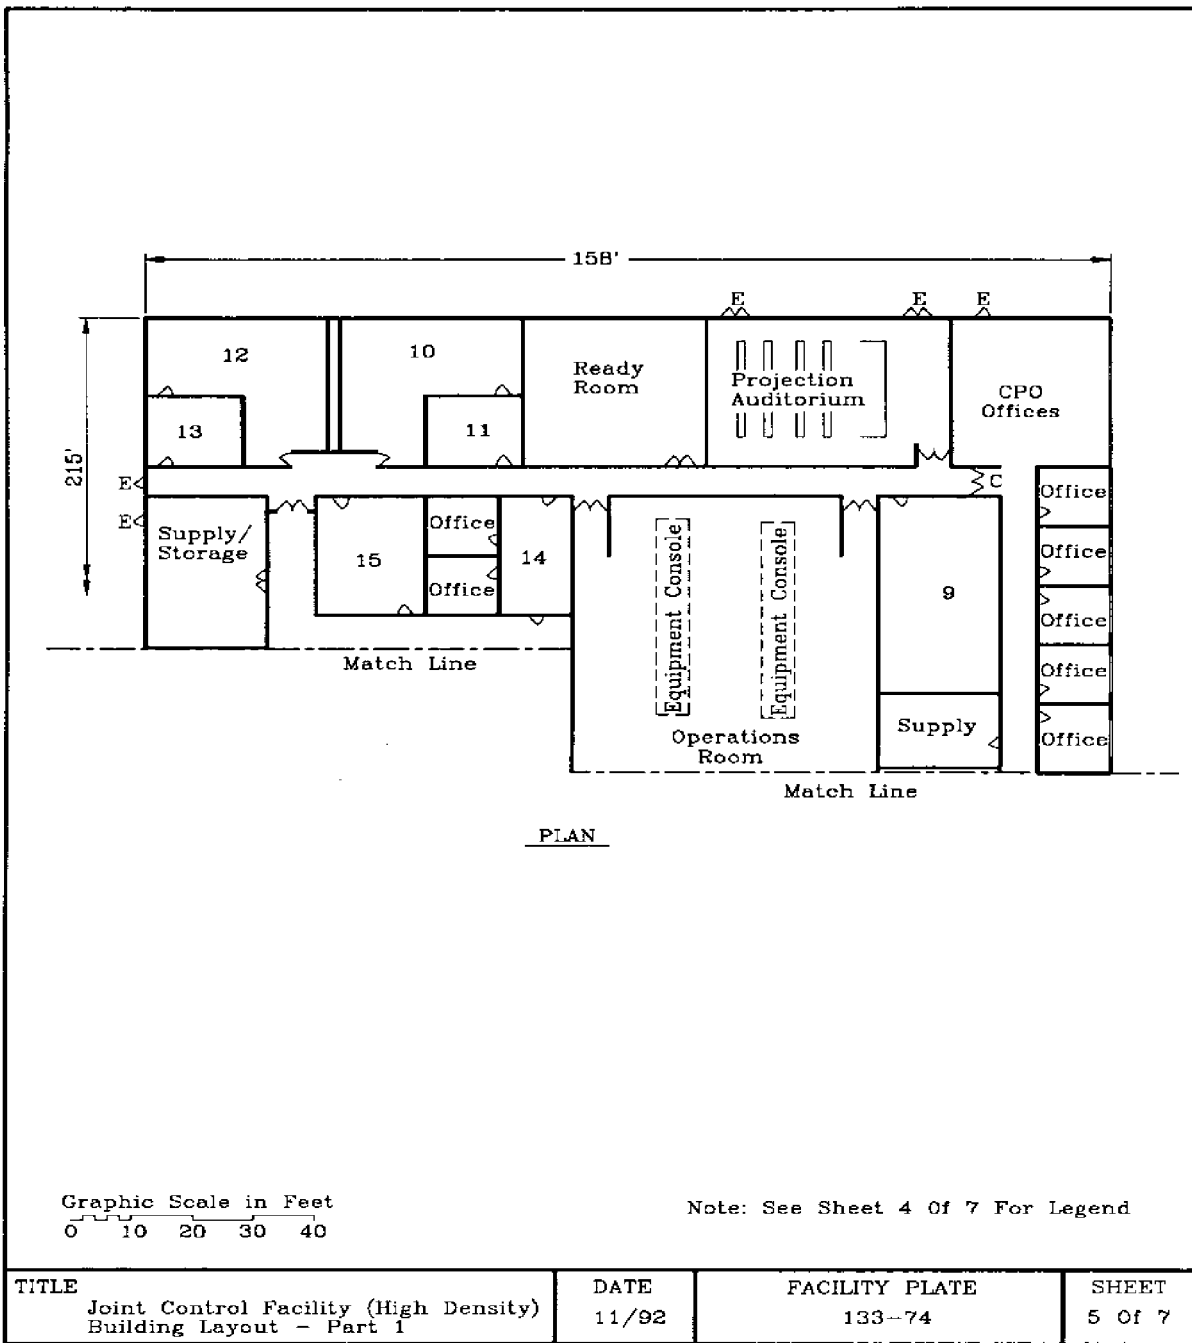 158'
E
E
E
12
10
Ready
Room
Projection
Auditorium
CPO
Offices
13
11
215'
E
C
Office
E
Supply/
Storage
Office
15
14
Office
Equipment Console
Equipment Console
9
Office
Office
Office
Office
Supply
Operations
Room
Match Line
Match Line
PLAN
Graphic Scale in Feet
0 10 20 30 40
Note: See Sheet 4 Of 7 For Legend
TITLE
Joint Control Facility (High Density)
Building Layout - Part 1
DATE
11/92
FACILITY PLATE
133-74
SHEET
5 Of 7